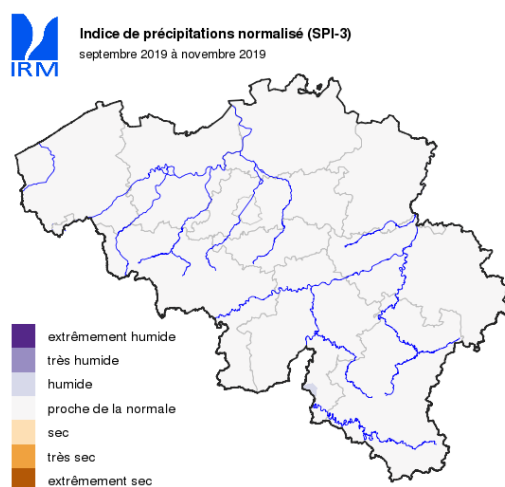 Indice de précipitations normalisé (SPI-3)
septembre 2019 à novembre 2019
IRM
extrêmement humide
très humide
humide
proche de la normale
sec
très sec
extrêmement sec